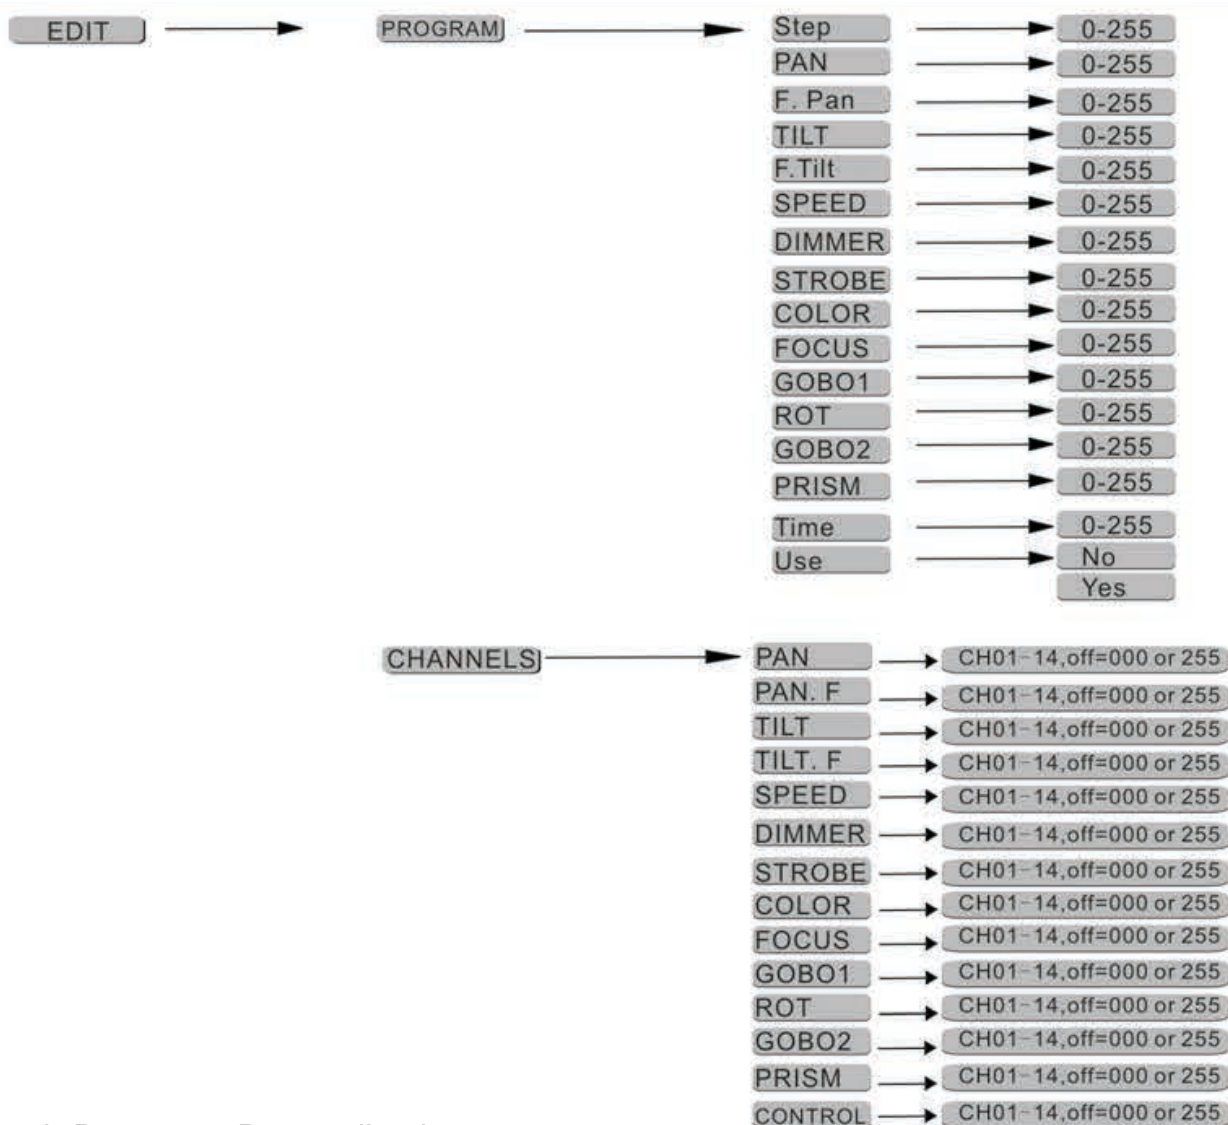 EDIT PROGRAM Step 0-255
PAN 0-255
F. Pan 0-255
TILT 0-255
F.Tilt 0-255
SPEED 0-255
DIMMER 0-255
STROBE 0-255
COLOR 0-255
FOCUS 0-255
GOBO1 0-255
ROT 0-255
GOBO2 0-255
PRISM 0-255
Time 0-255
Use No
Yes
CHANNELS PAN CH01-14,off=000 or 255
PAN. F CH01-14,off=000 or 255
TILT CH01-14,off=000 or 255
TILT. F CH01-14,off=000 or 255
SPEED CH01-14,off=000 or 255
DIMMER CH01-14,off=000 or 255
STROBE CH01-14,off=000 or 255
COLOR CH01-14,off=000 or 255
FOCUS CH01-14,off=000 or 255
GOBO1 CH01-14,off=000 or 255
ROT CH01-14,off=000 or 255
GOBO2 CH01-14,off=000 or 255
PRISM CH01-14,off=000 or 255
CONTROL CH01-14,off=000 or 255